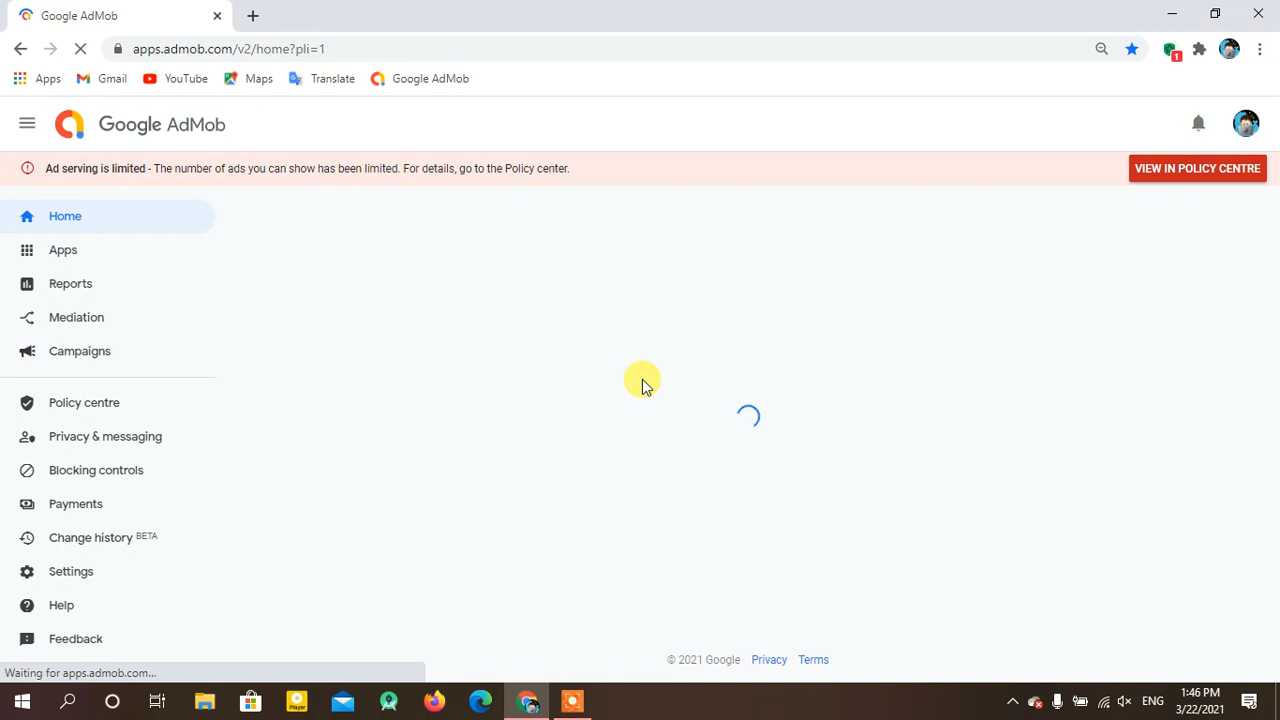 Google AdMob
apps.admob.com/v2/home?pli=1
1
Apps
Gmail
YouTube
Maps
Translate
Google AdMob
Google AdMob
Ad serving is limited - The number of ads you can show has been limited. For details, go to the Policy center.
VIEW IN POLICY CENTRE
Home
Apps
Reports
Mediation
Campaigns
Policy centre
Privacy & messaging
Blocking controls
Payments
Change history BETA
Settings
Help
Feedback
© 2021 Google Privacy Terms
Waiting for apps.admob.com...
Player
ENG
1:46 PM
3/22/2021